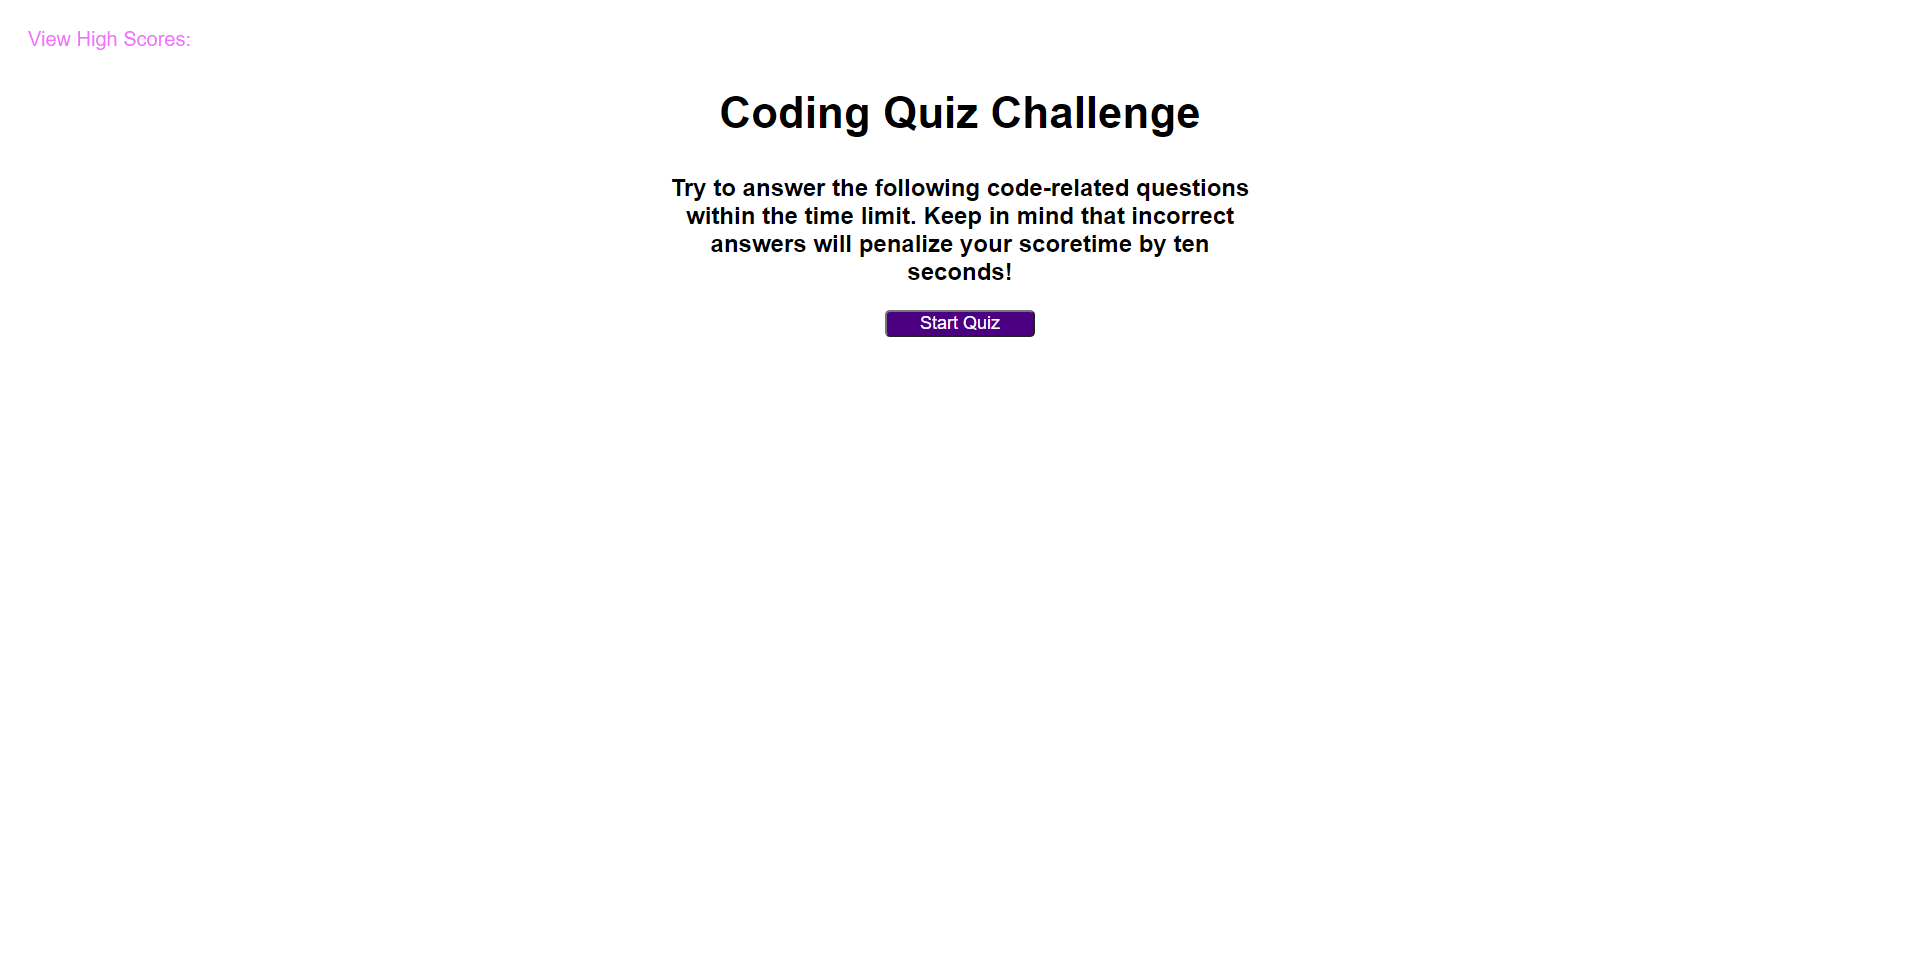 View High Scores:
Coding Quiz Challenge
Try to answer the following code-related questions
within the time limit. Keep in mind that incorrect
answers will penalize your scoretime by ten
seconds!
Start Quiz